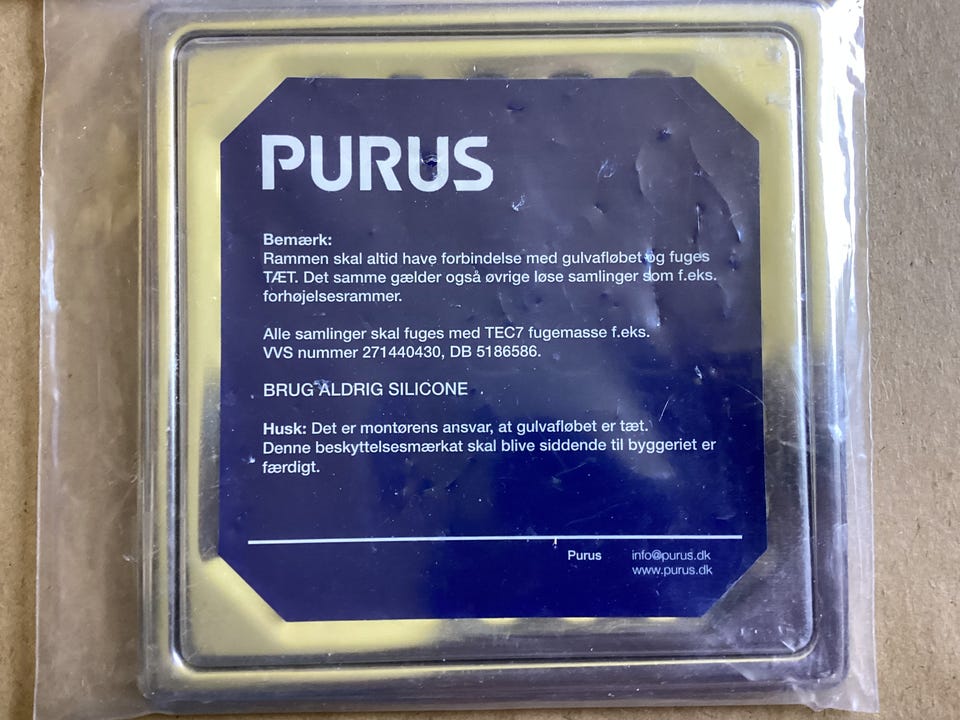 PURUS
Bemærk:
Rammen skal altid have forbindelse med gulvafløbet og fuges
TÆT. Det samme gælder også øvrige løse samlinger som f.eks.
forhøjelsesrammer.
Alle samlinger skal fuges med TEC7 fugemasse f.eks.
VVS nummer 271440430, DB 5186586.
BRUG ALDRIG SILICONE
Husk: Det er montørens ansvar, at gulvafløbet er tæt.
Denne beskyttelsesmærkat skal blive siddende til byggeriet er
færdigt.
Purus info@purus.dk
www.purus.dk